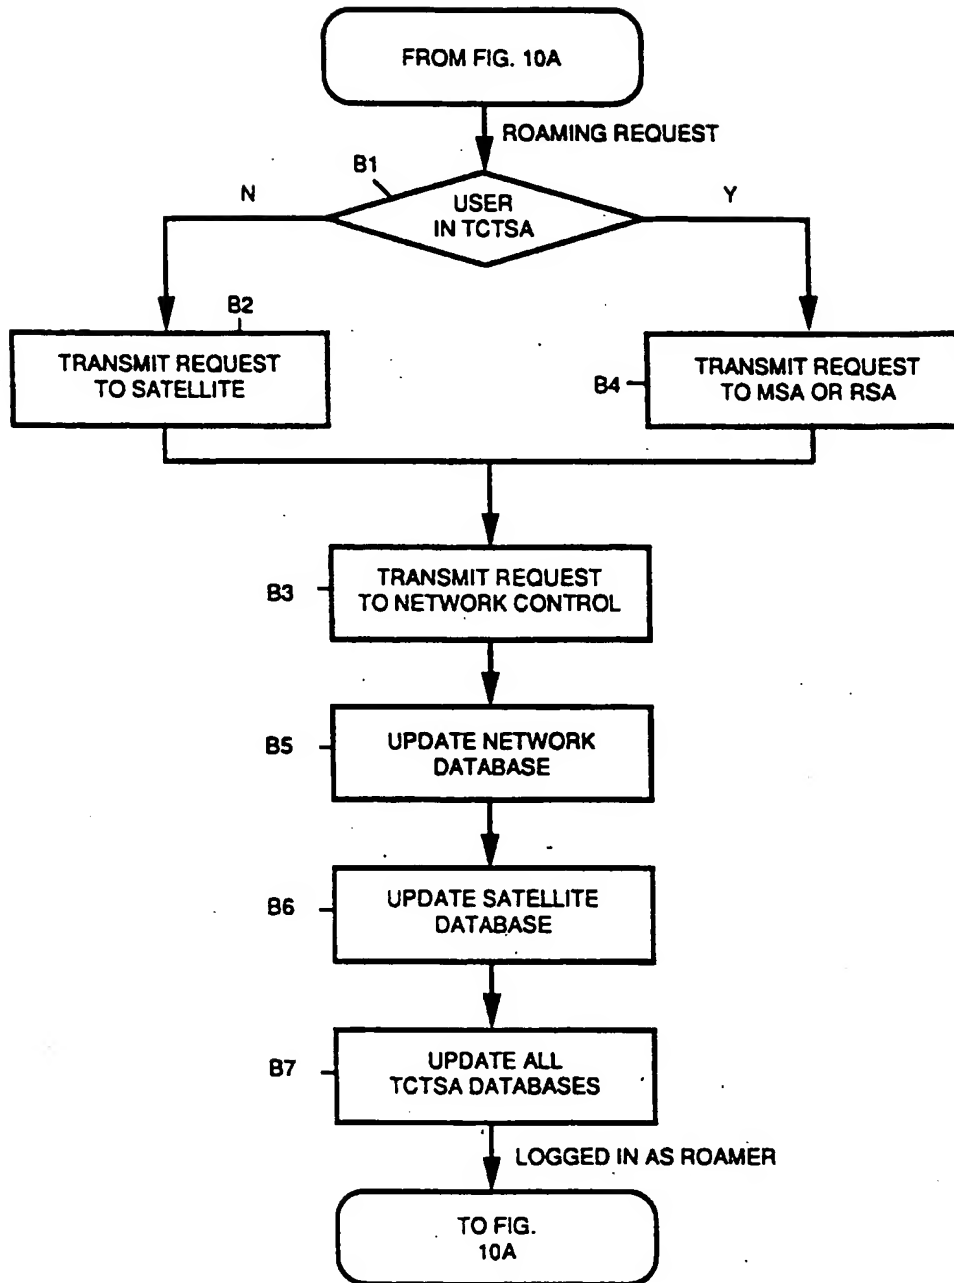 FROM FIG. 10A
ROAMING REQUEST
B1
N
USER
IN TCTSA
Y
B2
TRANSMIT REQUEST
TO SATELLITE
B4
TRANSMIT REQUEST
TO MSA OR RSA
B3
TRANSMIT REQUEST
TO NETWORK CONTROL
B5
UPDATE NETWORK
DATABASE
B6
UPDATE SATELLITE
DATABASE
B7
UPDATE ALL
TCTSA DATABASES
LOGGED IN AS ROAMER
TO FIG.
10A